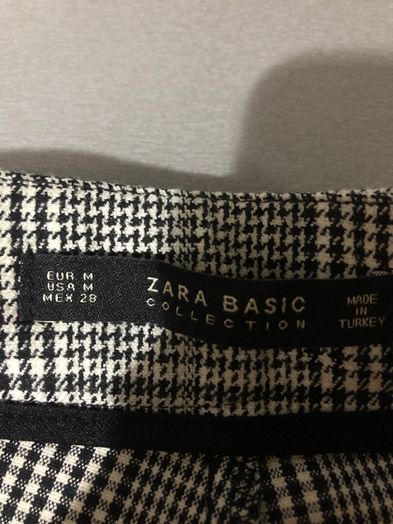 EUR M
USA M
MEX 28
ZARA BASIC
COLLECTION
MADE
IN
TURKEY